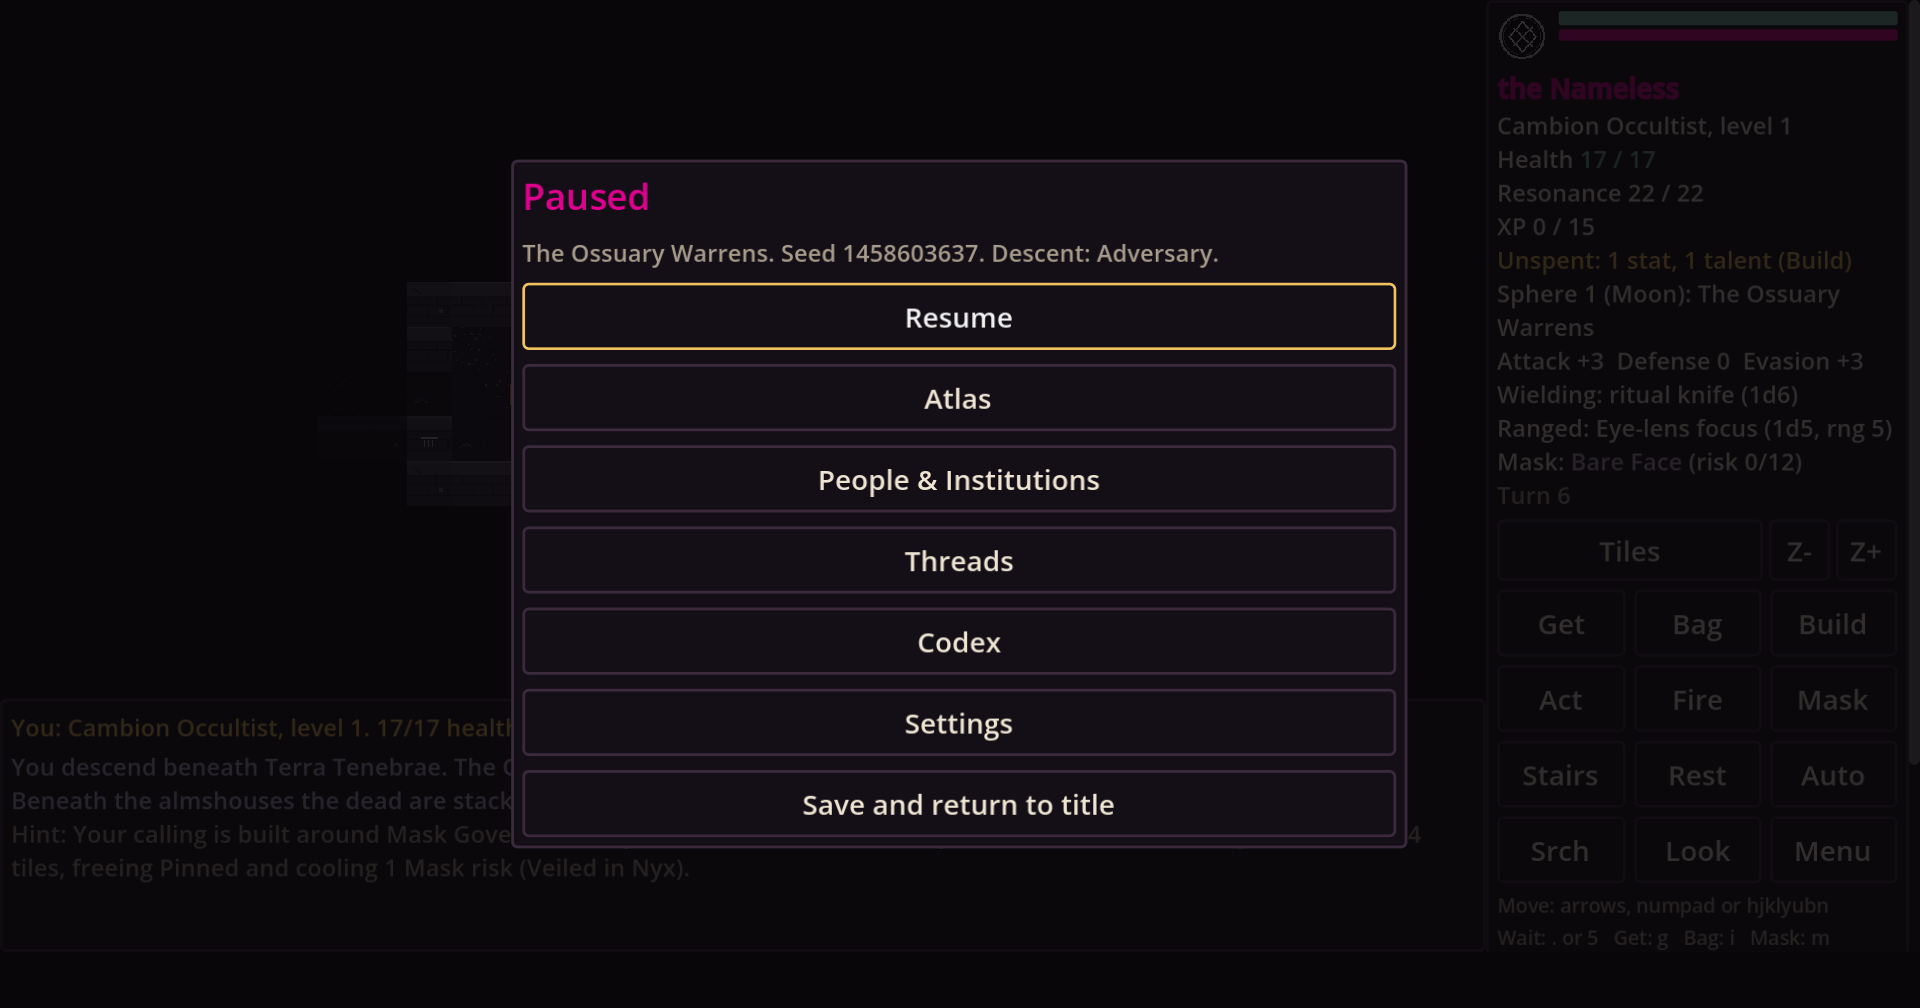 Paused
The Ossuary Warrens. Seed 1458603637. Descent: Adversary.
Resume
Atlas
People & Institutions
Threads
Codex
Settings
Save and return to title
You: Cambion Occultist, level 1. 17/17 health
You descend beneath Terra Tenebrae. The
Beneath the almshouses the dead are stack
Hint: Your calling is built around Mask Gove
4
tiles, freeing Pinned and cooling 1 Mask risk (Veiled in Nyx).
the Nameless
Cambion Occultist, level 1
Health 17 / 17
Resonance 22 / 22
XP 0 / 15
Unspent: 1 stat, 1 talent (Build)
Sphere 1 (Moon): The Ossuary
Warrens
Attack +3 Defense 0 Evasion +3
Wielding: ritual knife (1d6)
Ranged: Eye-lens focus (1d5, rng 5)
Mask: Bare Face (risk 0/12)
Turn 6
Tiles Z- Z+
Get Bag Build
Act Fire Mask
Stairs Rest Auto
Srch Look Menu
Move: arrows, numpad or hjklyubn
Wait: . or 5 Get: g Bag: i Mask: m